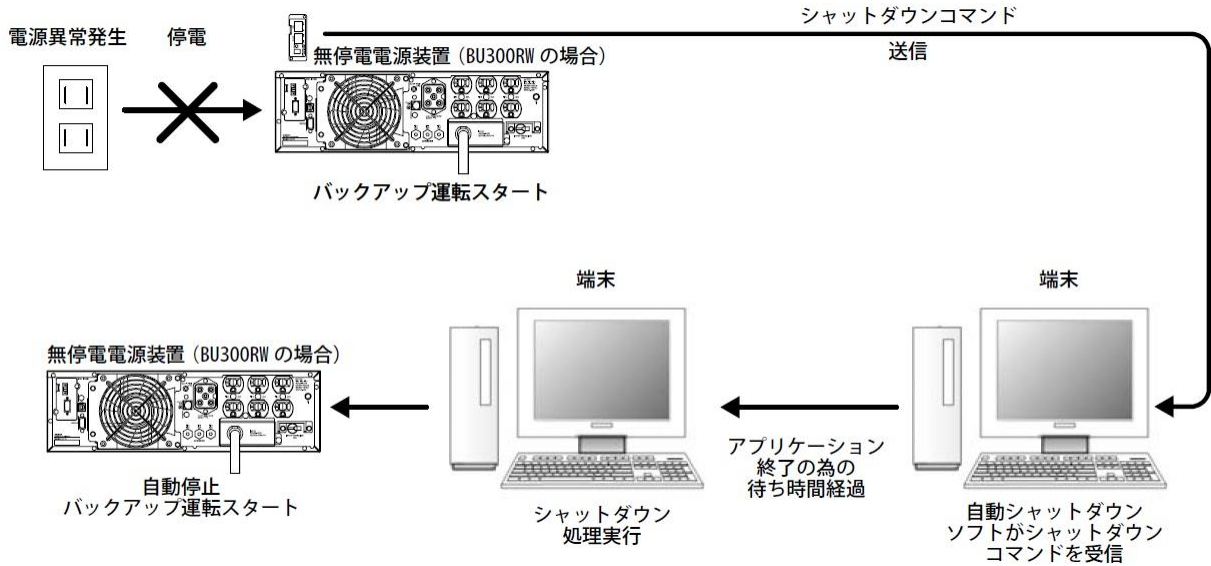 シャットダウンコマンド
送信
電源異常発生
停電
無停電電源装置（BU300RW の場合）
バックアップ運転スタート
端末
自動シャットダウン
ソフトがシャットダウン
コマンドを受信
アプリケーション
終了の為の
待ち時間経過
端末
シャットダウン
処理実行
無停電電源装置（BU300RW の場合）
自動停止
バックアップ運転スタート